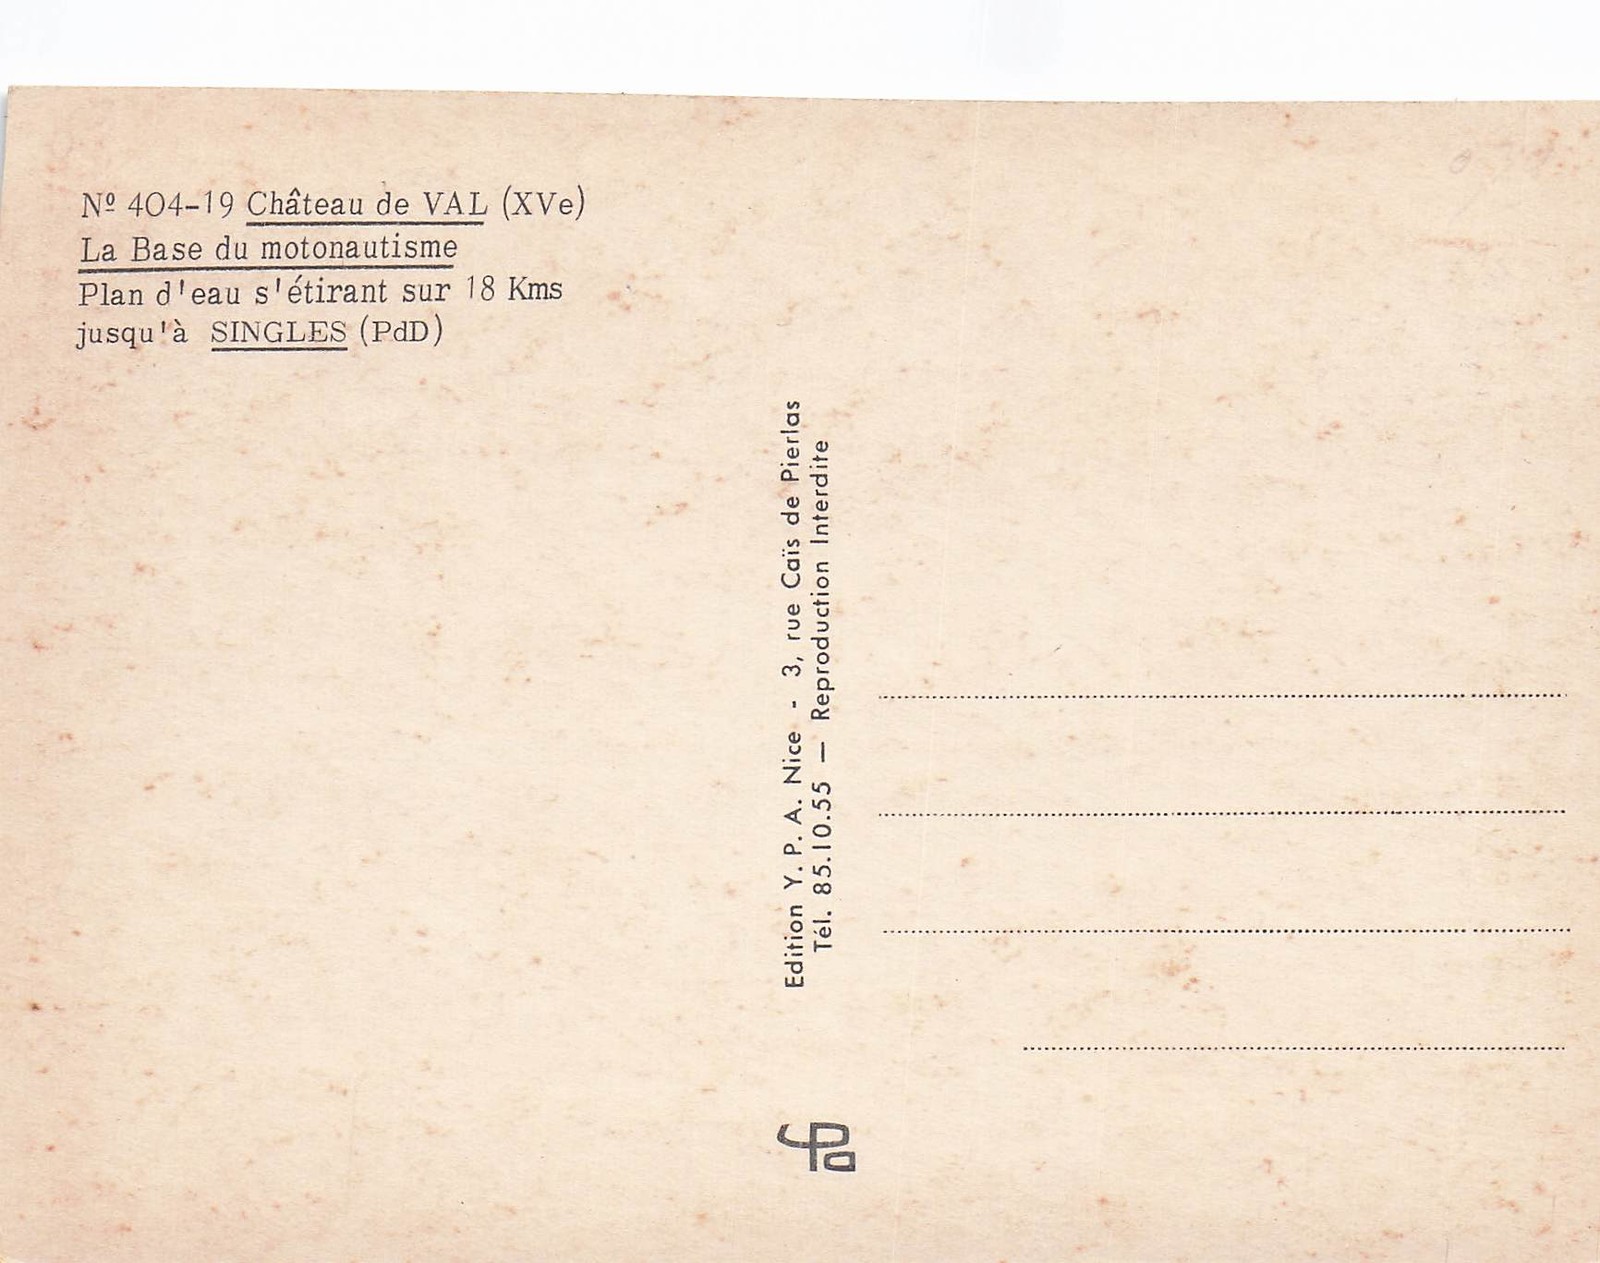 Nº 404-19 Château de VAL (XVe)
La Base du motonautisme
Plan d'eau s'étirant sur 18 Kms
jusqu'à SINGLES (PdD)
Edition Y. P. A. Nice - 3, rue Caïs de Pierlas
Tél. 85.10.55 — Reproduction Interdite